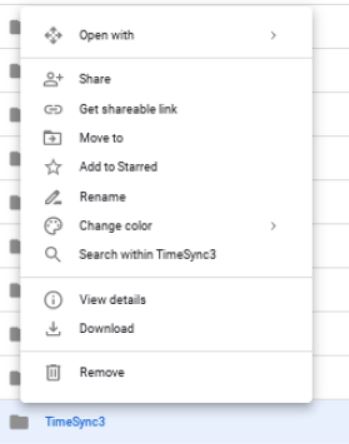 Open with
Share
Get shareable link
Move to
Add to Starred
Rename
Change color
Search within TimeSync3
View details
Download
Remove
TimeSync3